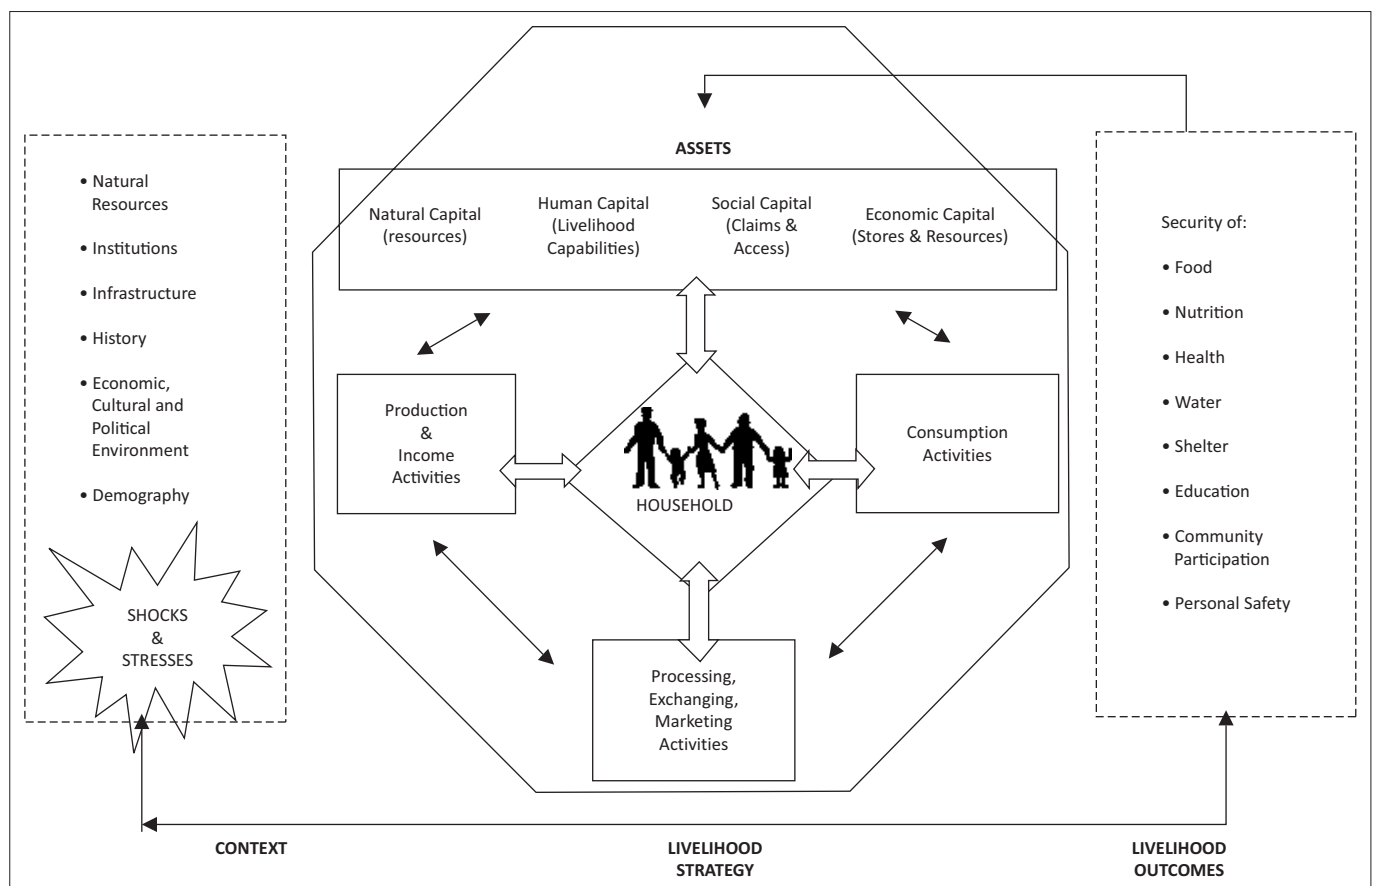 • Natural
Resources
• Institutions
• Infrastructure
• History
• Economic,
Cultural and
Political
Environment
• Demography
SHOCKS
&
STRESSES
CONTEXT
ASSETS
Natural Capital
(resources)
Human Capital
(Livelihood
Capabilities)
Social Capital
(Claims &
Access)
Economic Capital
(Stores & Resources)
Production
&
Income
Activities
HOUSEHOLD
Consumption
Activities
Processing,
Exchanging,
Marketing
Activities
LIVELIHOOD
STRATEGY
Security of:
• Food
• Nutrition
• Health
• Water
• Shelter
• Education
• Community
Participation
• Personal Safety
LIVELIHOOD
OUTCOMES